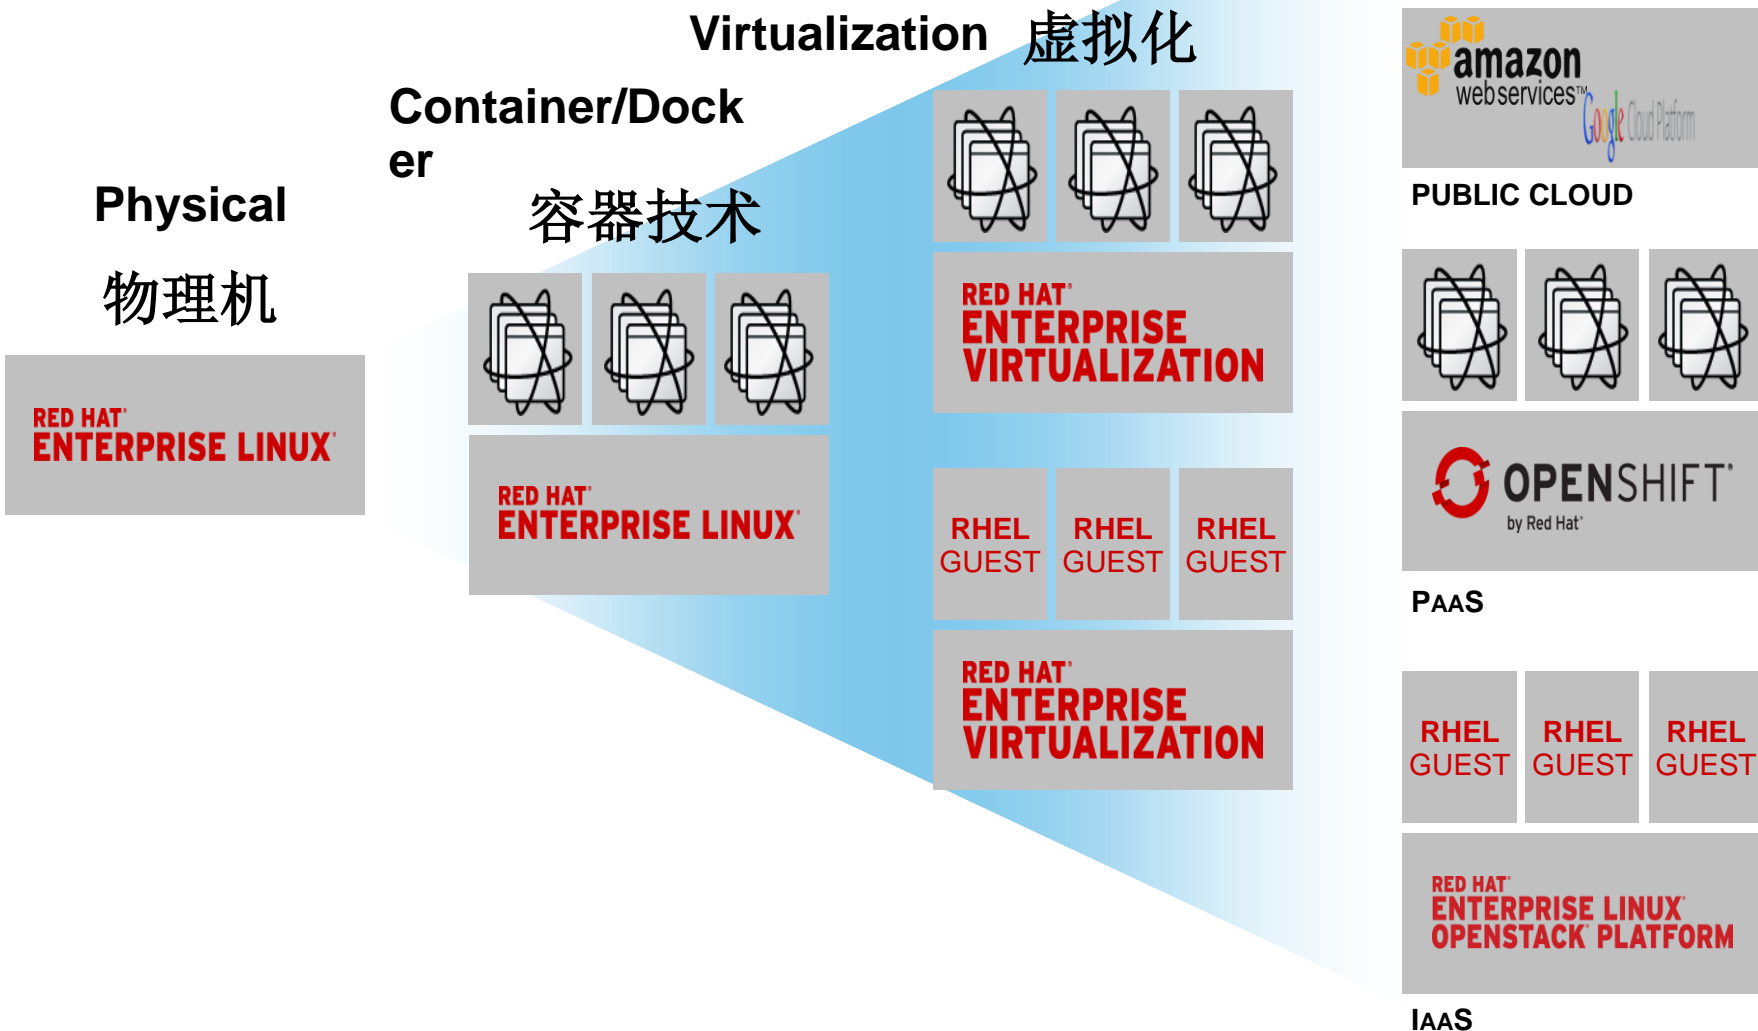 Physical
物理机
RED HAT®
ENTERPRISE LINUX®
Container/Dock
er
容器技术
RED HAT®
ENTERPRISE LINUX®
Virtualization 虚拟化
RED HAT®
ENTERPRISE
VIRTUALIZATION
RHEL
GUEST
RHEL
GUEST
RHEL
GUEST
RED HAT®
ENTERPRISE
VIRTUALIZATION
amazon
webservices™
Google Cloud Platform
PUBLIC CLOUD
OPENSHIFT®
by Red Hat®
PAAS
RHEL
GUEST
RHEL
GUEST
RHEL
GUEST
RED HAT®
ENTERPRISE LINUX®
OPENSTACK® PLATFORM
IAAS